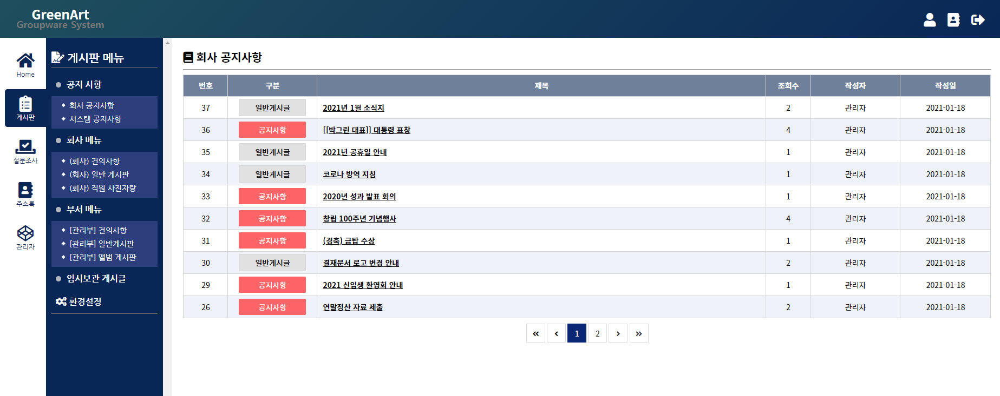 GreenArt
Groupware System
Home
게시판
설문조사
주소록
관리자
게시판 메뉴
공지 사항
회사 공지사항
시스템 공지사항
회사 메뉴
(회사) 건의사항
(회사) 일반 게시판
(회사) 직원 사진자랑
부서 메뉴
[관리부] 건의사항
[관리부] 일반게시판
[관리부] 앨범 게시판
임시보관 게시글
환경설정
회사 공지사항
번호 구분 제목 조회수 작성자 작성일
37 일반게시글 2021년 1월 소식지 2 관리자 2021-01-18
36 공지사항 [[박그린 대표]] 대통령 표창 4 관리자 2021-01-18
35 일반게시글 2021년 공휴일 안내 1 관리자 2021-01-18
34 일반게시글 코로나 방역 지침 1 관리자 2021-01-18
33 공지사항 2020년 성과 발표 회의 1 관리자 2021-01-18
32 공지사항 창립 100주년 기념행사 4 관리자 2021-01-18
31 공지사항 (경축) 금탑 수상 1 관리자 2021-01-18
30 일반게시글 결재문서 로고 변경 안내 2 관리자 2021-01-18
29 공지사항 2021 신입생 환영회 안내 1 관리자 2021-01-18
26 공지사항 연말정산 자료 제출 2 관리자 2021-01-18
1 2